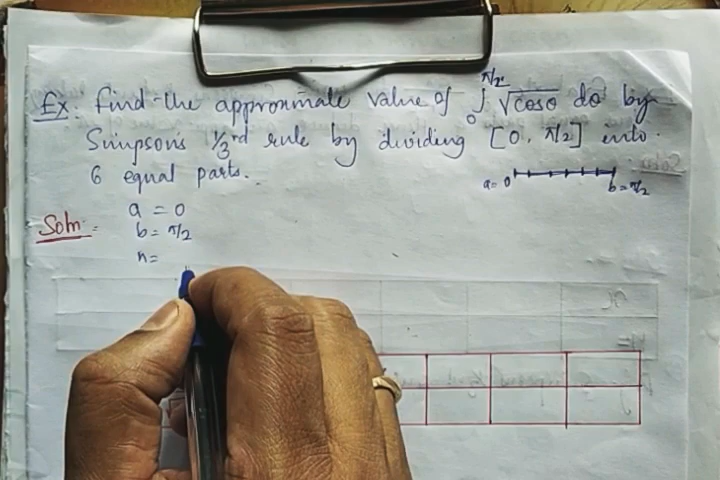 Ex: Find the approximate value of ∫₀^π/2 √cosθ dθ by
Simpson's 1/3rd rule by dividing [0, π/2] into
6 equal parts.
a = 0 b = π/2
Soln:
a = 0
b = π/2
n =